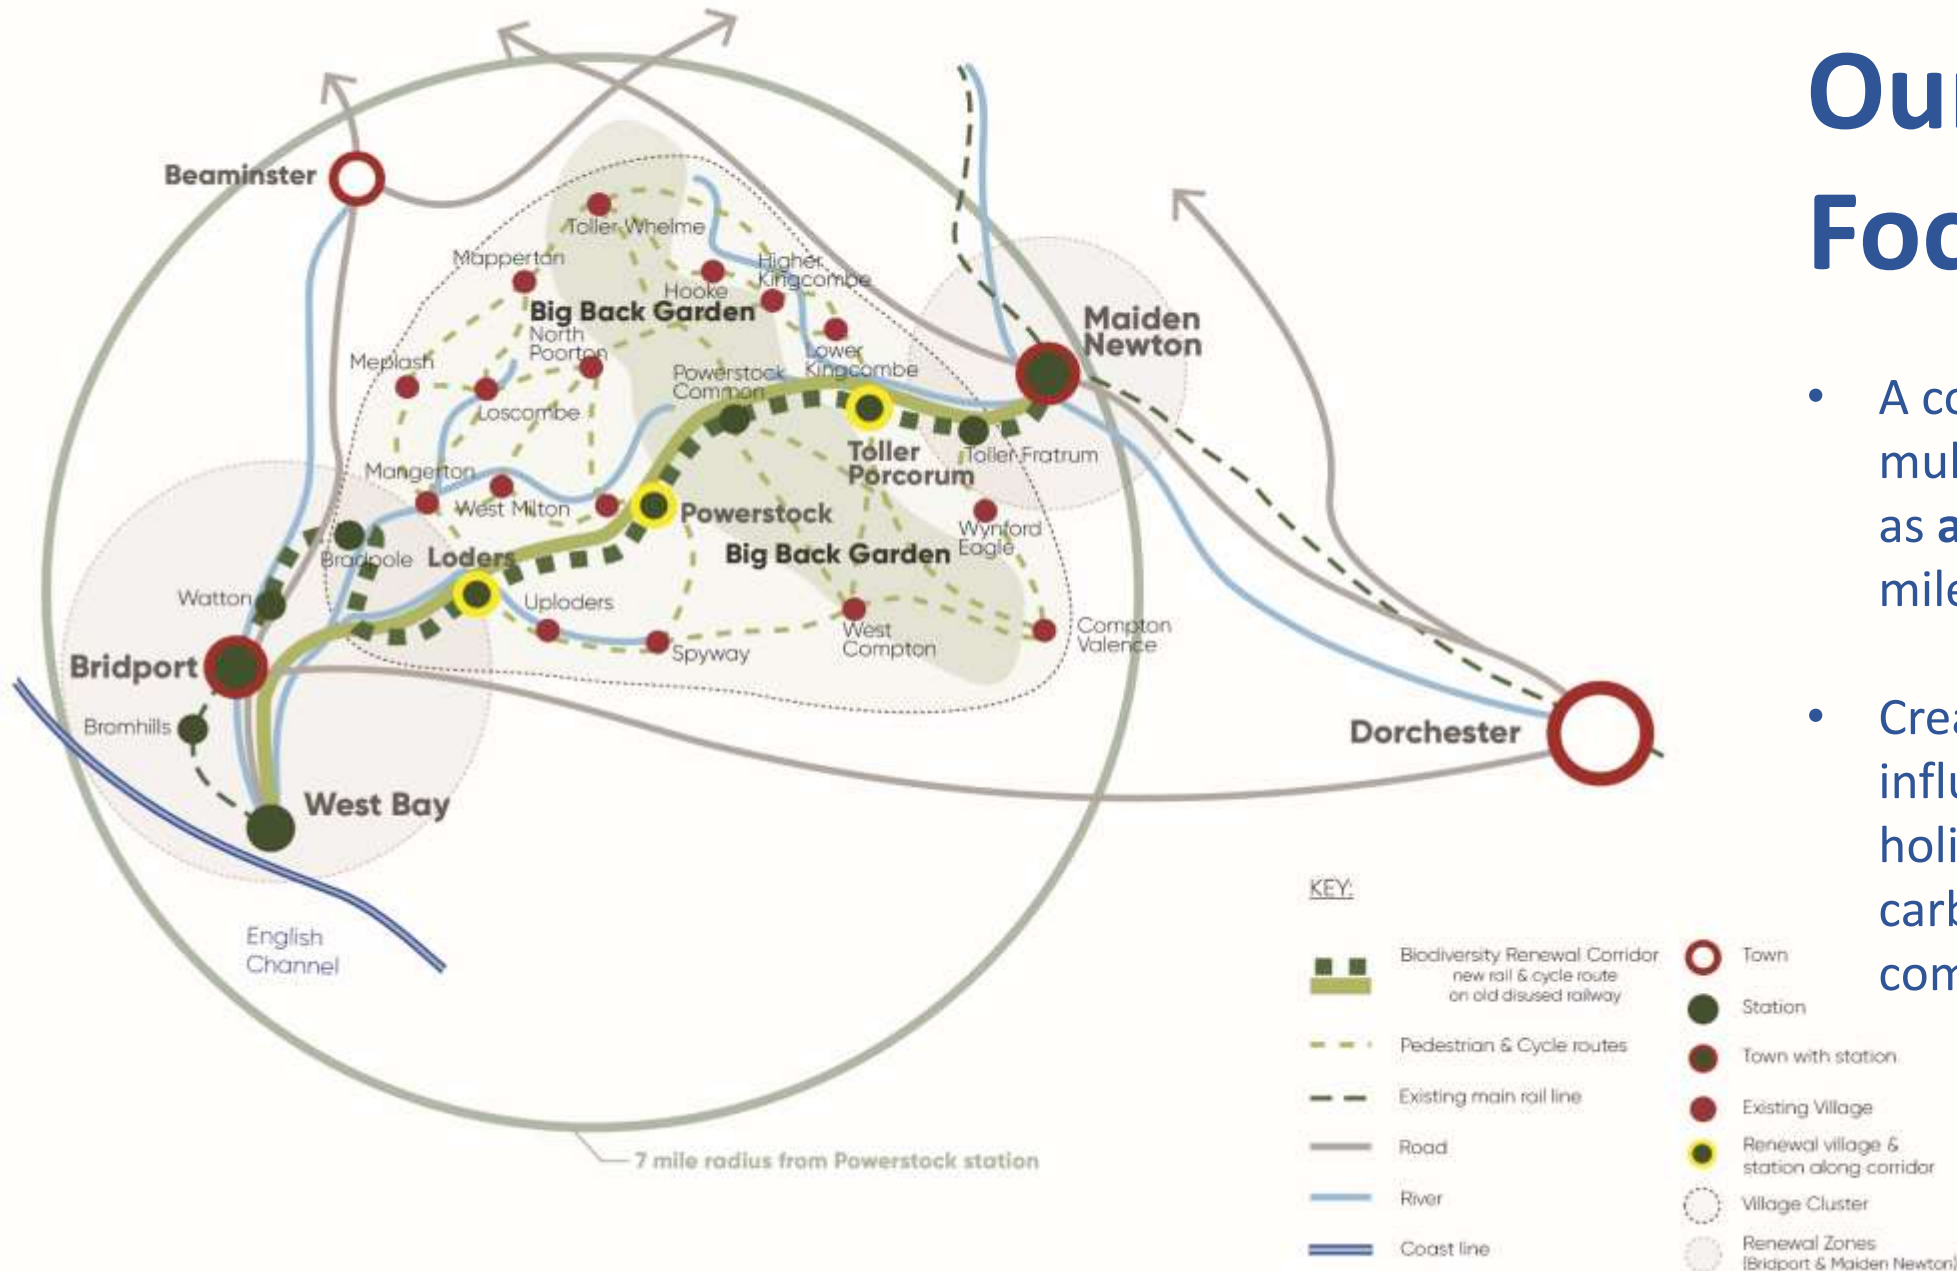 Beaminster
Toller Whelme
Mapperton
Higher
Kingcombe
Hooke
Big Back Garden
North
Poorton
Maiden
Newton
Meplash
Lower
Kingcombe
Powerstock
Common
Loscombe
Toller
Porcorum
Toller Fratrum
Mangerton
West Milton
Powerstock
Wynford
Eagle
Bradpole
Loders
Big Back Garden
Watton
Uploders
West
Compton
Compton
Valence
Spyway
Bridport
Bromhills
Dorchester
West Bay
English
Channel
7 mile radius from Powerstock station
KEY:
Biodiversity Renewal Corridor
new rail & cycle route
on old disused railway
Pedestrian & Cycle routes
Existing main rail line
Road
River
Coast line
Town
Station
Town with station
Existing Village
Renewal village &
station along corridor
Village Cluster
Renewal Zones
[Bridport & Maiden Newton]
Our
Foc
• A co
mul
as a
mile
• Crea
influ
holi
carb
com